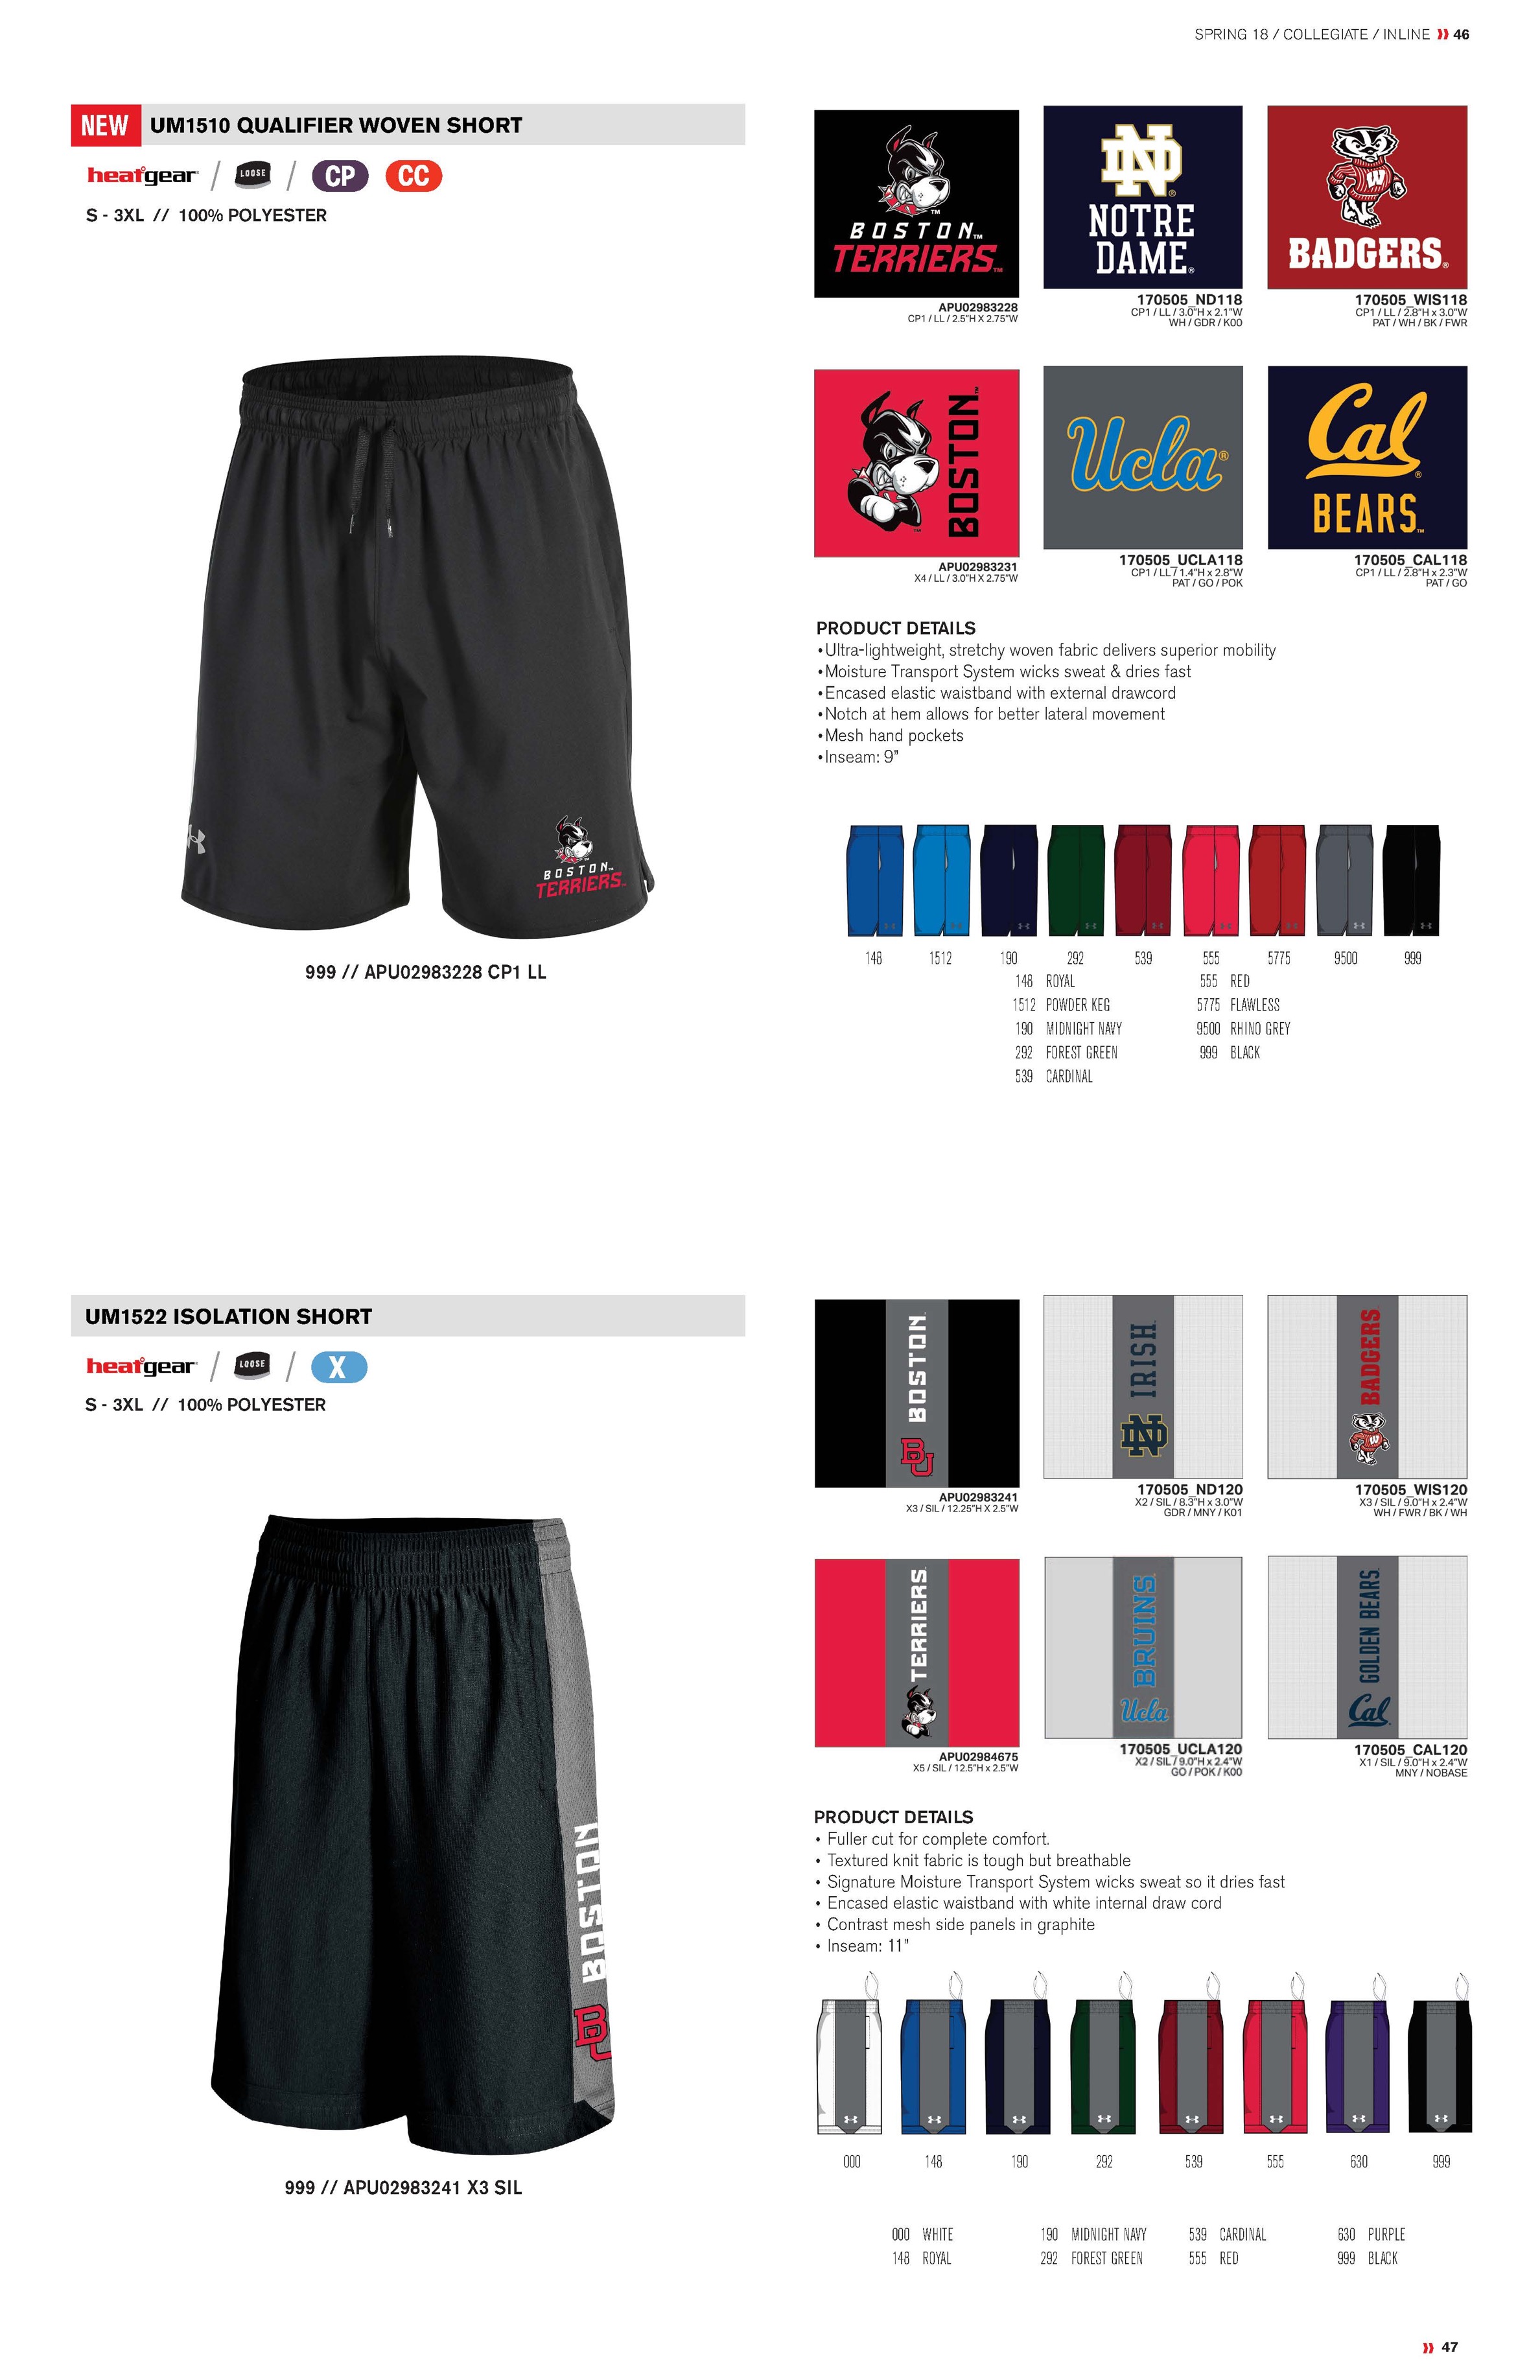 SPRING 18 / COLLEGIATE / INLINE 46
NEW UM1510 QUALIFIER WOVEN SHORT
heatgear / LOOSE / CP CC
S - 3XL // 100% POLYESTER
BOSTON™
TERRIERS™
APU02983228
CP1 / LL / 2.5"H X 2.75"W
ND®
NOTRE
DAME®
170505_ND118
CP1 / LL / 3.0"H x 2.1"W
WH / GDR / K00
W
BADGERS®
170505_WIS118
CP1 / LL / 2.8"H x 3.0"W
PAT / WH / BK / FWR
BOSTON™
APU02983231
X4 / LL / 3.0"H X 2.75"W
Ucla®
170505_UCLA118
CP1 / LL / 1.4"H x 2.8"W
PAT / GO / POK
Cal®
BEARS™
170505_CAL118
CP1 / LL / 2.8"H x 2.3"W
PAT / GO
BOSTON™
TERRIERS™
999 // APU02983228 CP1 LL
PRODUCT DETAILS
•Ultra-lightweight, stretchy woven fabric delivers superior mobility
•Moisture Transport System wicks sweat & dries fast
•Encased elastic waistband with external drawcord
•Notch at hem allows for better lateral movement
•Mesh hand pockets
•Inseam: 9"
148 1512 190 292 539 555 5775 9500 999
148 ROYAL 555 RED
1512 POWDER KEG 5775 FLAWLESS
190 MIDNIGHT NAVY 9500 RHINO GREY
292 FOREST GREEN 999 BLACK
539 CARDINAL
UM1522 ISOLATION SHORT
heatgear / LOOSE / X
S - 3XL // 100% POLYESTER
BU BOSTON
APU02983241
X3 / SIL / 12.25"H X 2.5"W
ND IRISH
170505_ND120
X2 / SIL / 8.3"H x 3.0"W
GDR / MNY / K01
W BADGERS
170505_WIS120
X3 / SIL / 9.0"H x 2.4"W
WH / FWR / BK / WH
TERRIERS
APU02984675
X5 / SIL / 12.5"H x 2.5"W
Ucla BRUINS
170505_UCLA120
X2 / SIL / 9.0"H x 2.4"W
GO / POK / K00
Cal GOLDEN BEARS
170505_CAL120
X1 / SIL / 9.0"H x 2.4"W
MNY / NOBASE
BU BOSTON
999 // APU02983241 X3 SIL
PRODUCT DETAILS
• Fuller cut for complete comfort.
• Textured knit fabric is tough but breathable
• Signature Moisture Transport System wicks sweat so it dries fast
• Encased elastic waistband with white internal draw cord
• Contrast mesh side panels in graphite
• Inseam: 11"
000 148 190 292 539 555 630 999
000 WHITE 190 MIDNIGHT NAVY 539 CARDINAL 630 PURPLE
148 ROYAL 292 FOREST GREEN 555 RED 999 BLACK
47